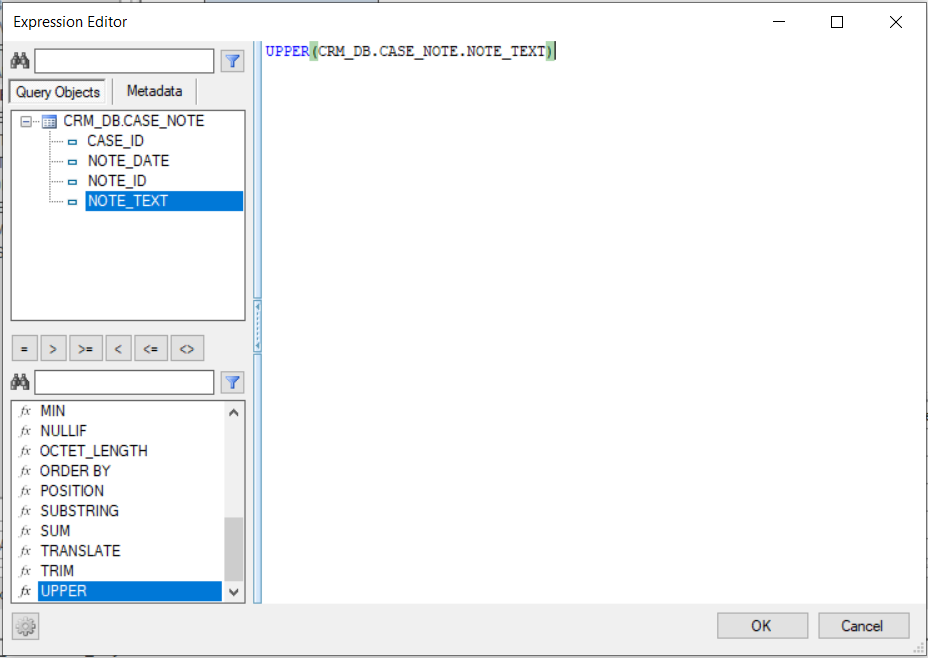 Expression Editor
UPPER(CRM_DB.CASE_NOTE.NOTE_TEXT)
Query Objects
Metadata
CRM_DB.CASE_NOTE
CASE_ID
NOTE_DATE
NOTE_ID
NOTE_TEXT
= > >= < <= <>
fx MIN
fx NULLIF
fx OCTET_LENGTH
fx ORDER BY
fx POSITION
fx SUBSTRING
fx SUM
fx TRANSLATE
fx TRIM
fx UPPER
OK
Cancel